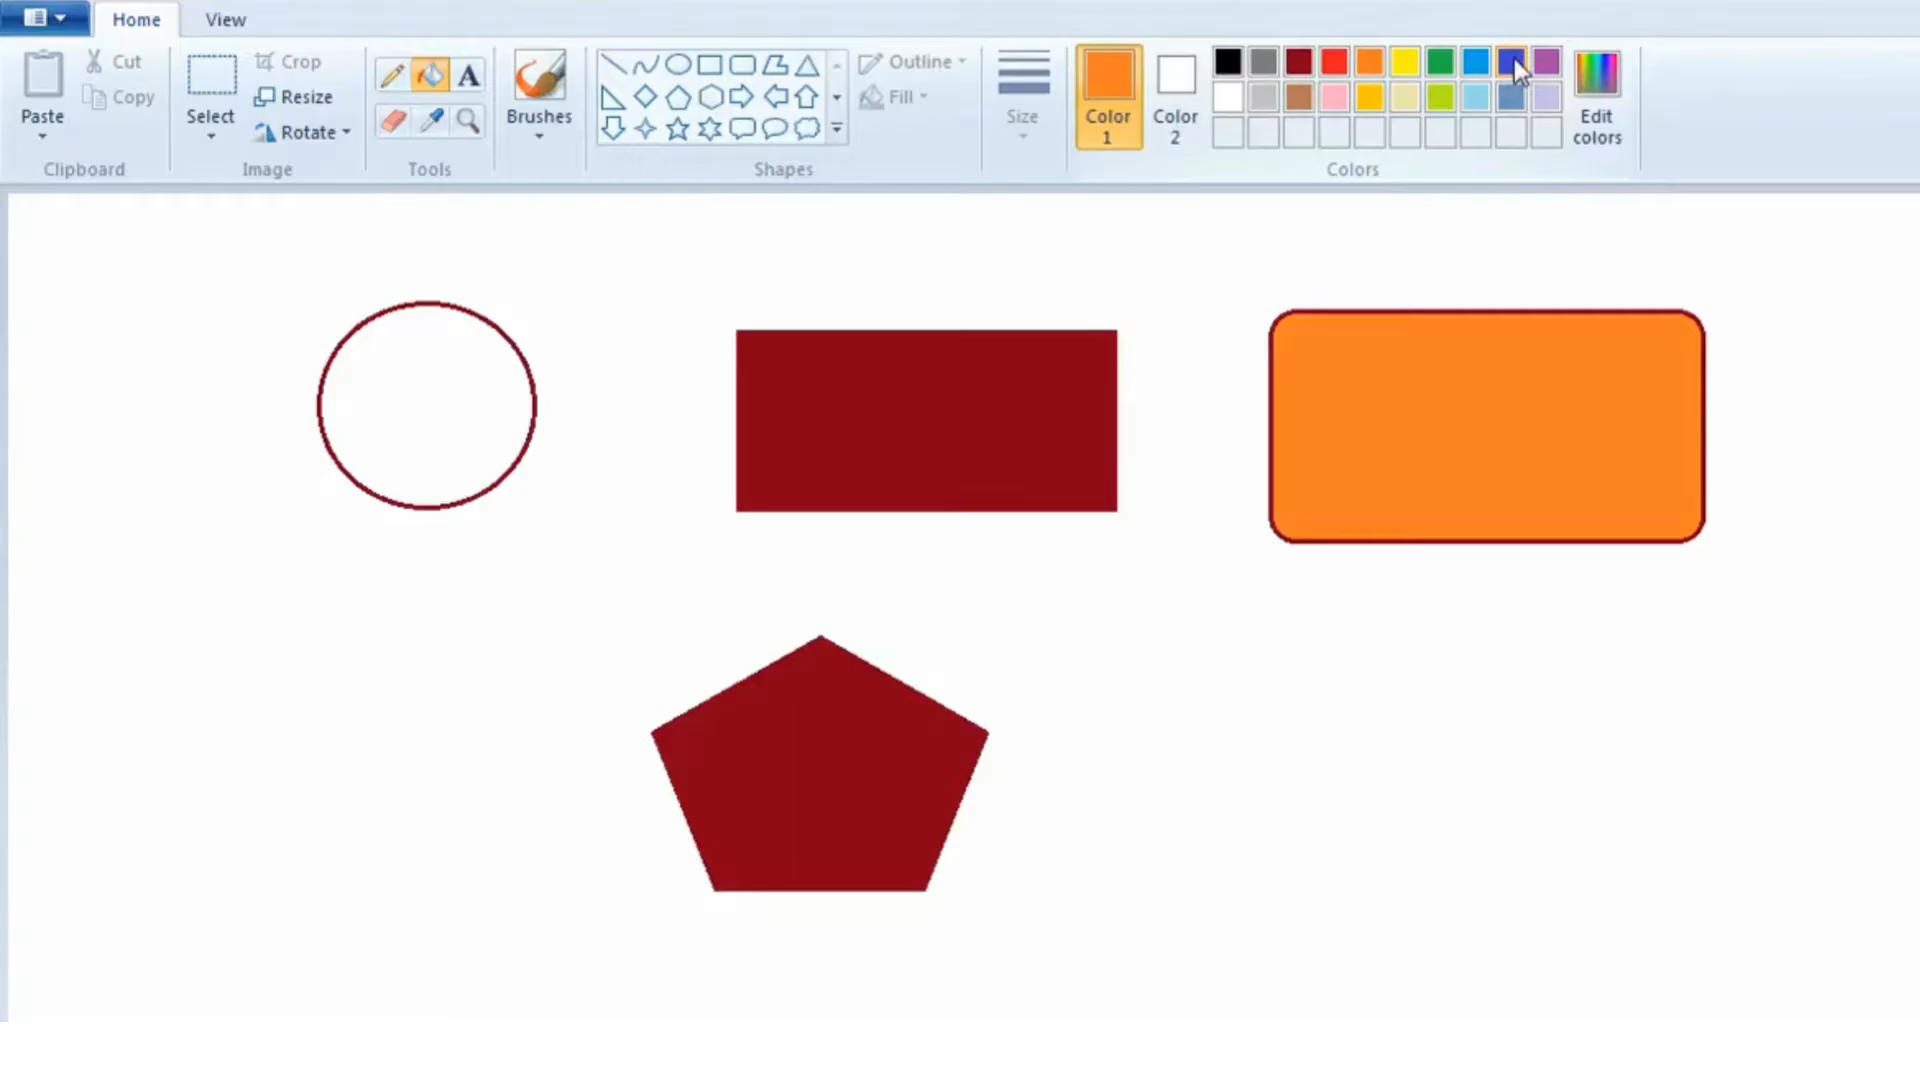 Home View
Paste
Cut
Copy
Clipboard
Select
Crop
Resize
Rotate
Image
A
Tools
Brushes
Shapes
Outline
Fill
Size
Color
1
Color
2
Edit
colors
Colors